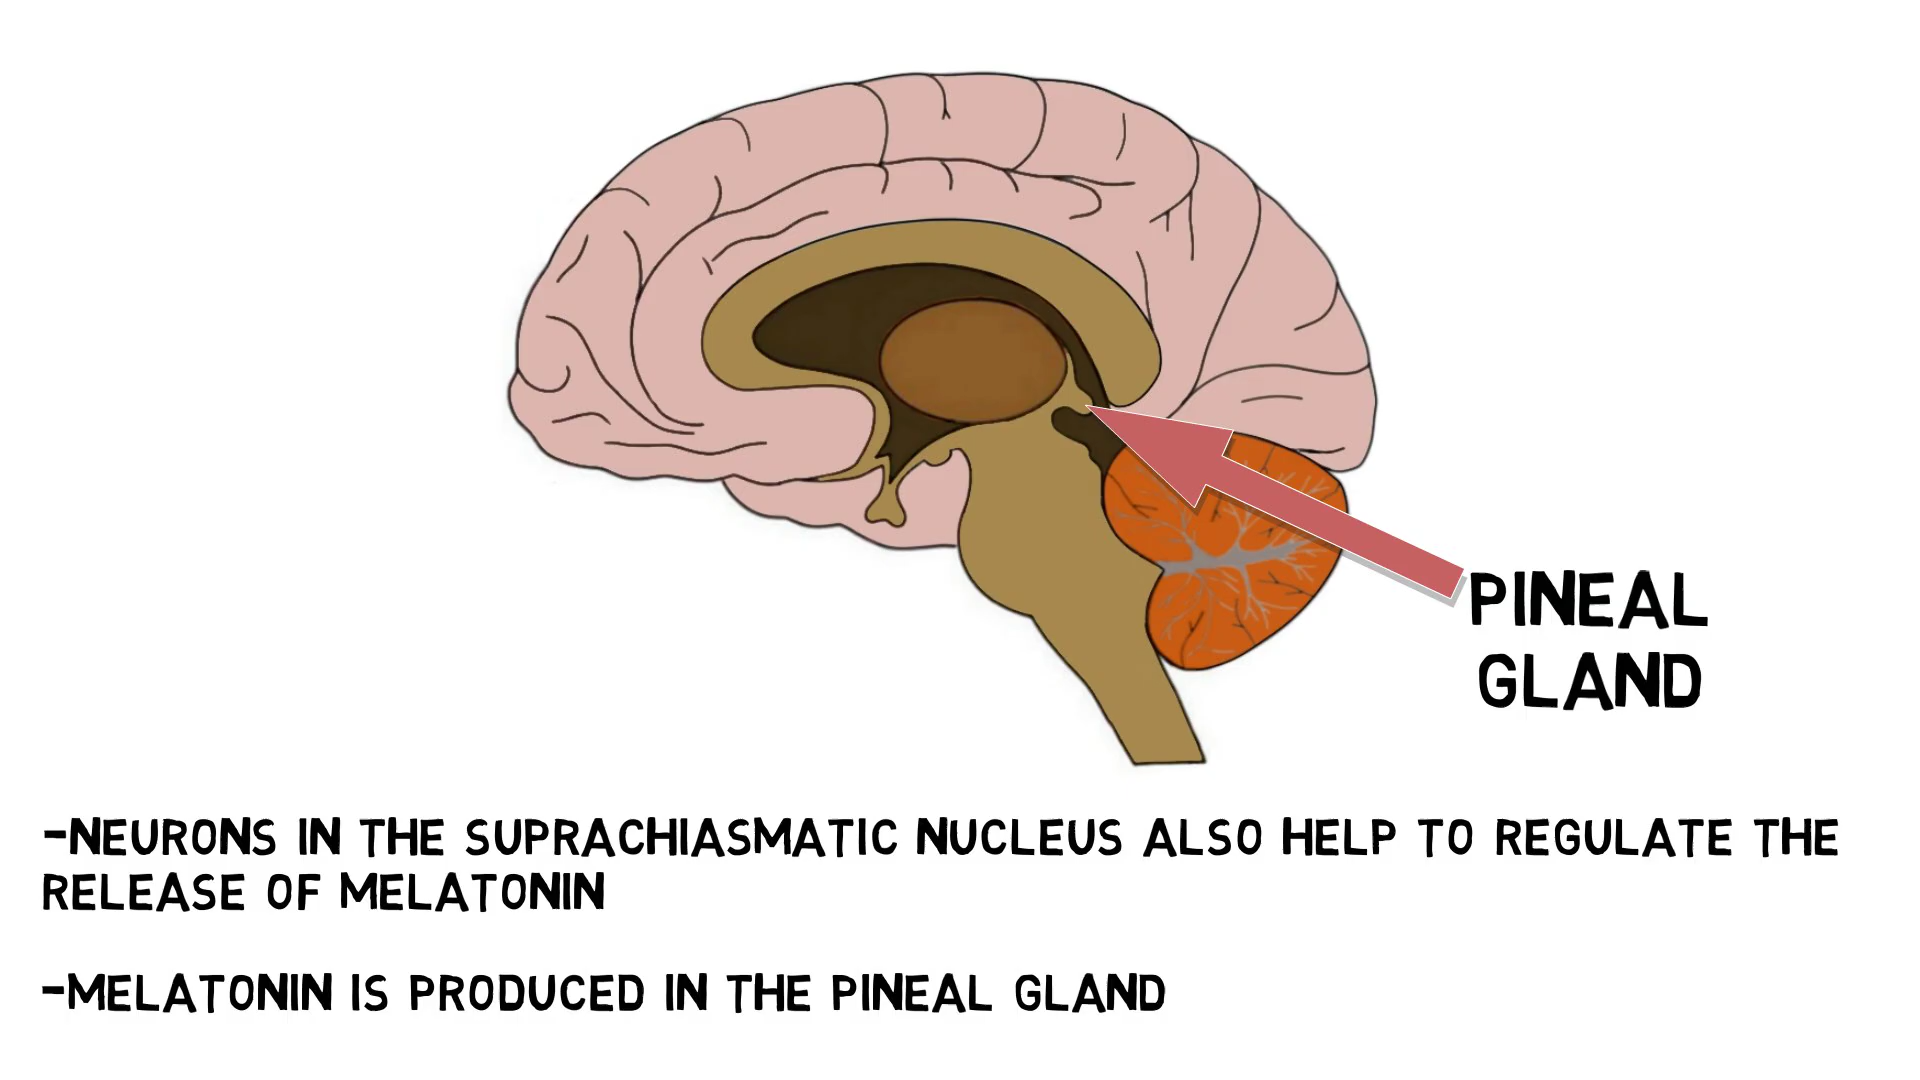 PINEAL
GLAND
-NEURONS IN THE SUPRACHIASMATIC NUCLEUS ALSO HELP TO REGULATE THE
RELEASE OF MELATONIN
-MELATONIN IS PRODUCED IN THE PINEAL GLAND